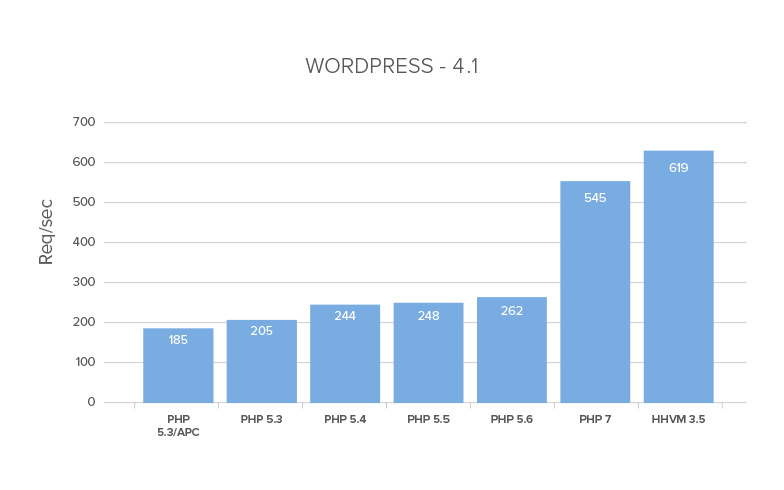 WORDPRESS - 4.1
700
600
500
400
300
200
100
0
Req/sec
185
205
244
248
262
545
619
PHP
5.3/APC
PHP 5.3
PHP 5.4
PHP 5.5
PHP 5.6
PHP 7
HHVM 3.5